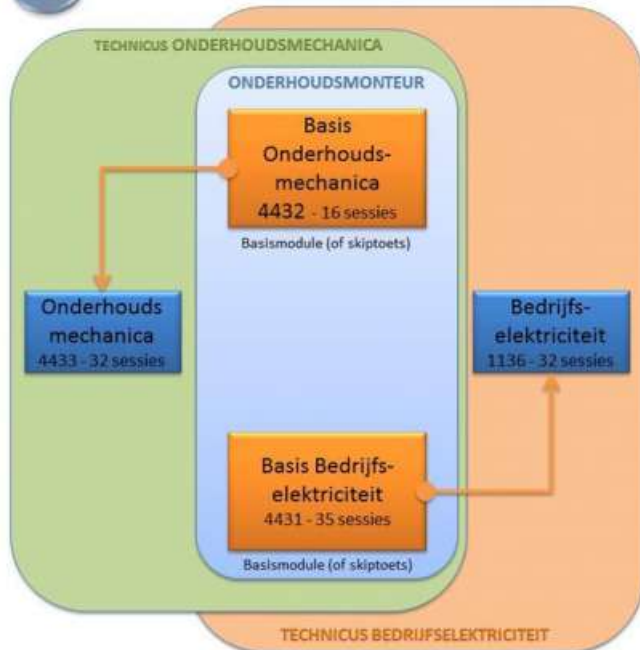 TECHNICUS ONDERHOUDSMECHANICA
ONDERHOUDSMONTEUR
Basis
Onderhouds-
mechanica
4432 - 16 sessies
Basismodule (of skiptoets)
Onderhouds
mechanica
4433 - 32 sessies
Bedrijfs-
elektriciteit
1136 - 32 sessies
Basis Bedrijfs-
elektriciteit
4431 - 35 sessies
Basismodule (of skiptoets)
TECHNICUS BEDRIJFSELEKTRICITEIT